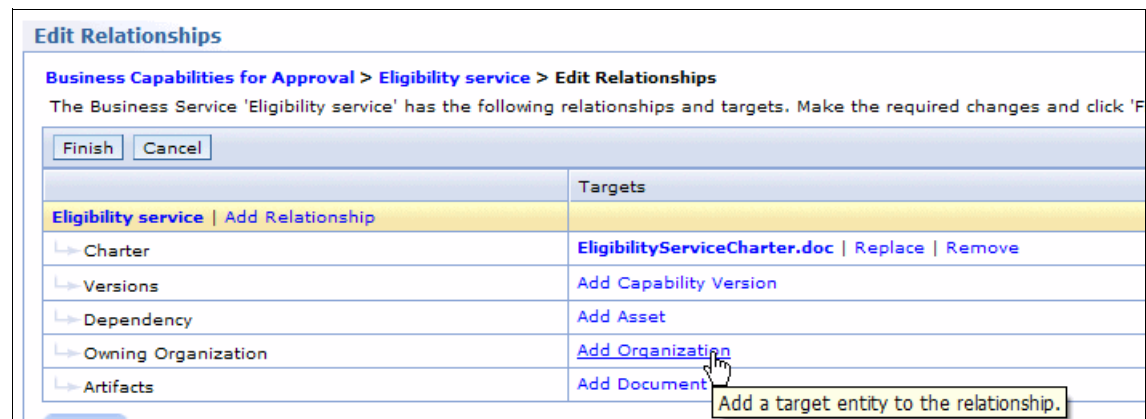 Edit Relationships
Business Capabilities for Approval > Eligibility service > Edit Relationships
The Business Service 'Eligibility service' has the following relationships and targets. Make the required changes and click 'F
Finish Cancel
Targets
Eligibility service | Add Relationship
Charter EligibilityServiceCharter.doc | Replace | Remove
Versions Add Capability Version
Dependency Add Asset
Owning Organization Add Organization
Artifacts Add Document
Add a target entity to the relationship.